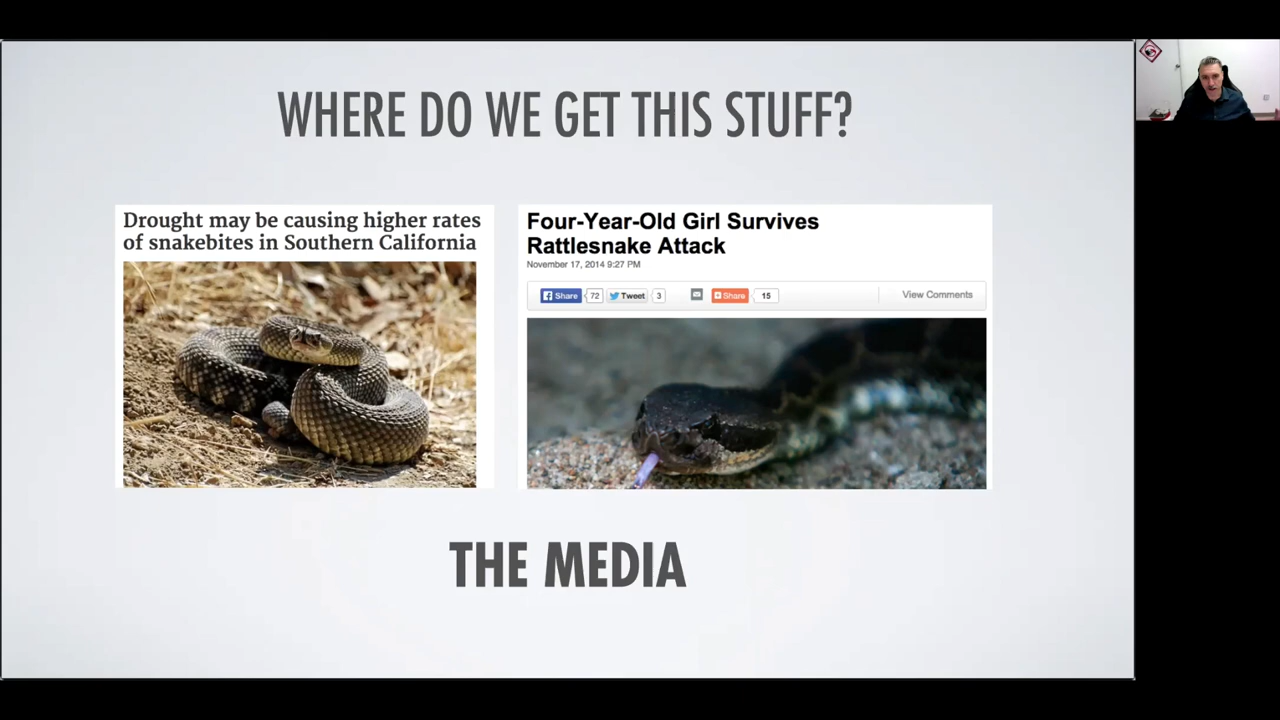 WHERE DO WE GET THIS STUFF?
Drought may be causing higher rates
of snakebites in Southern California
Four-Year-Old Girl Survives
Rattlesnake Attack
November 17, 2014 9:27 PM
Share 72 Tweet 3 Share 15 View Comments
THE MEDIA